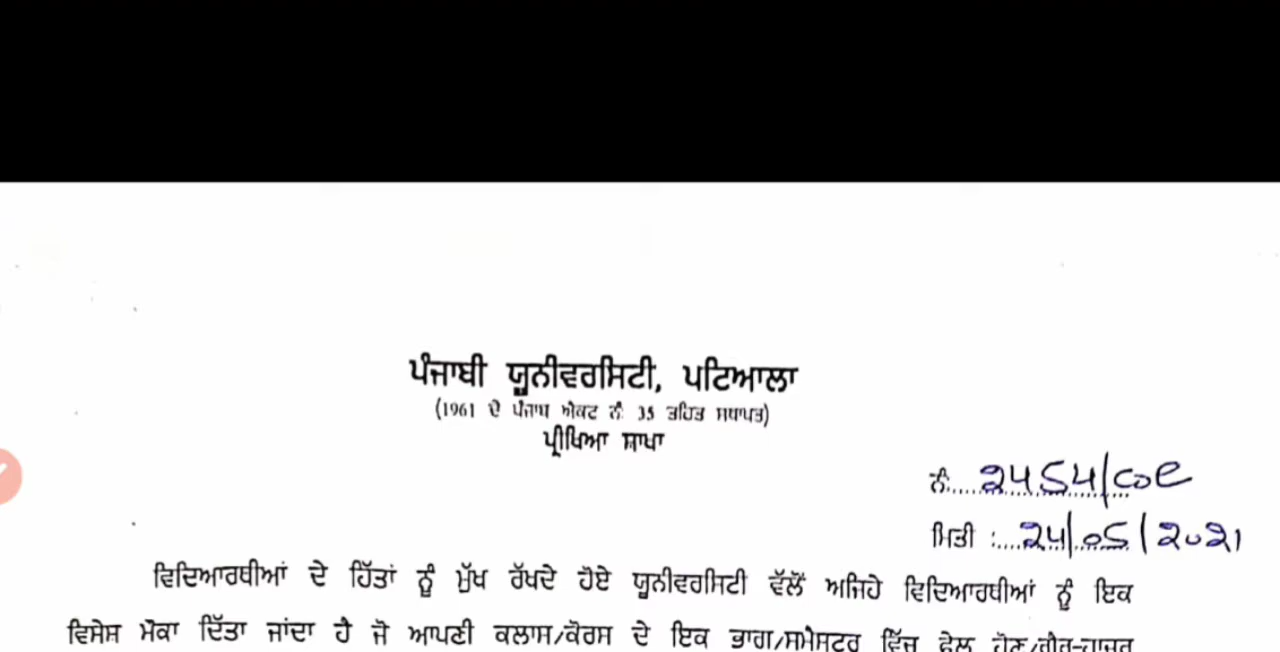 ਪੰਜਾਬੀ ਯੂਨੀਵਰਸਿਟੀ, ਪਟਿਆਲਾ
(1961 ਦੇ ਪੰਜਾਬ ਐਕਟ ਨੰ: 35 ਤਹਿਤ ਸਥਾਪਤ)
ਪ੍ਰੀਖਿਆ ਸ਼ਾਖਾ
ਨੰ:..... 2454/COE
ਮਿਤੀ :.... 24/05/2021
ਵਿਦਿਆਰਥੀਆਂ ਦੇ ਹਿੱਤਾਂ ਨੂੰ ਮੁੱਖ ਰੱਖਦੇ ਹੋਏ ਯੂਨੀਵਰਸਿਟੀ ਵੱਲੋਂ ਅਜਿਹੇ ਵਿਦਿਆਰਥੀਆਂ ਨੂੰ ਇਕ
ਵਿਸੇਸ਼ ਮੌਕਾ ਦਿੱਤਾ ਜਾਂਦਾ ਹੈ ਜੋ ਆਪਣੀ ਕਲਾਸ/ਕੋਰਸ ਦੇ ਇਕ ਭਾਗ/ਸਮੈਸਟਰ ਵਿੱਚ ਫੇਲ ਹੋਣ/ਗੈਰ-ਹਾਜ਼ਰ